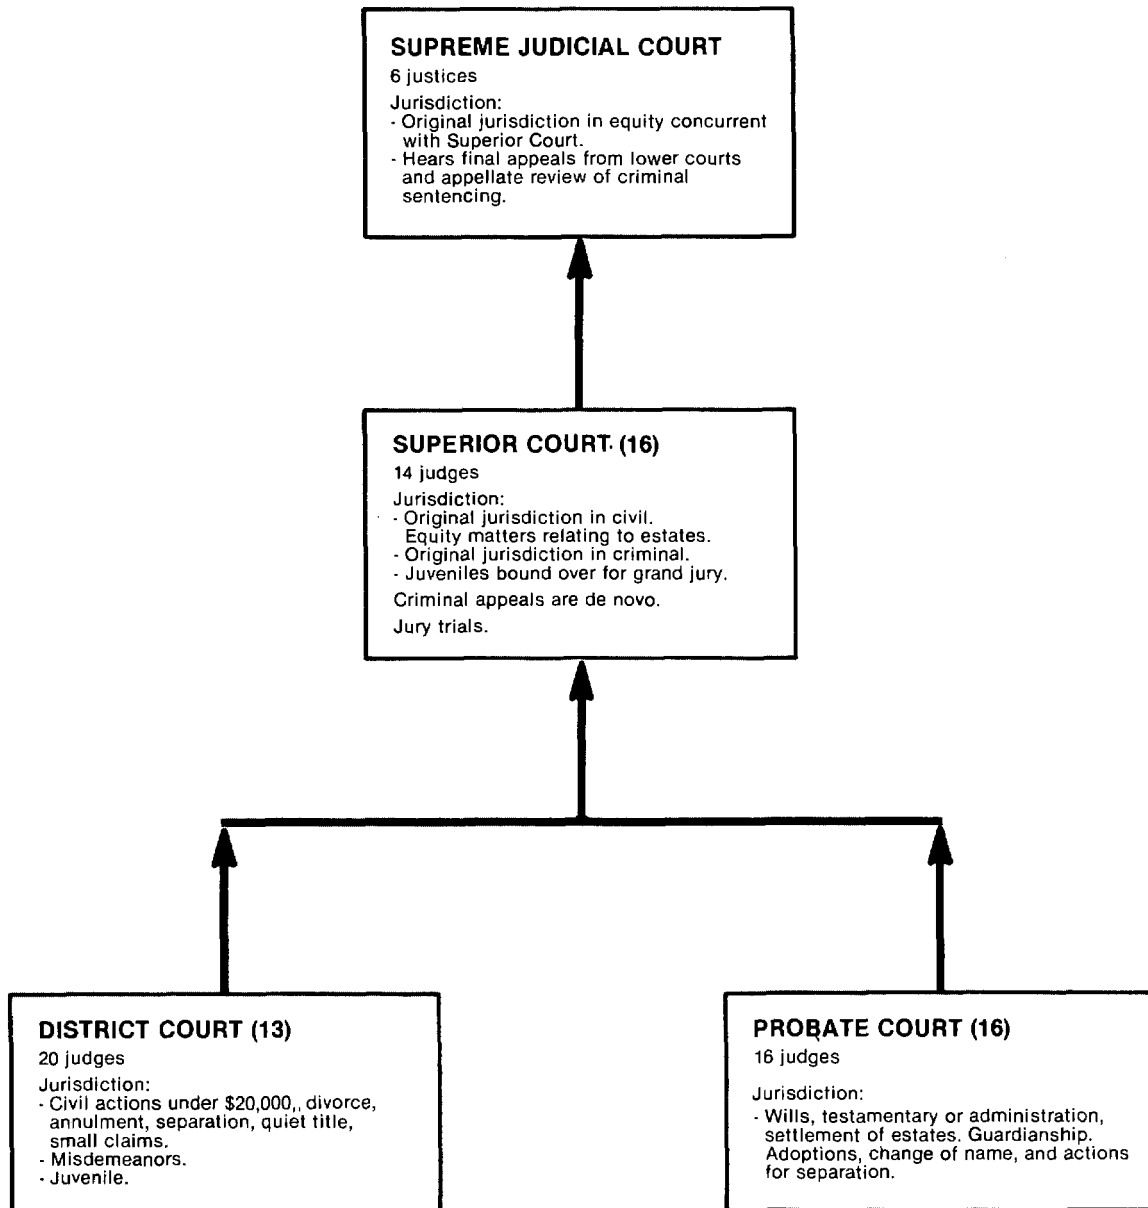 SUPREME JUDICIAL COURT
6 justices
Jurisdiction:
- Original jurisdiction in equity concurrent
with Superior Court.
- Hears final appeals from lower courts
and appellate review of criminal
sentencing.
SUPERIOR COURT. (16)
14 judges
Jurisdiction:
- Original jurisdiction in civil.
Equity matters relating to estates.
- Original jurisdiction in criminal.
- Juveniles bound over for grand jury.
Criminal appeals are de novo.
Jury trials.
DISTRICT COURT (13)
20 judges
Jurisdiction:
- Civil actions under $20,000,, divorce,
annulment, separation, quiet title,
small claims.
- Misdemeanors.
- Juvenile.
PROBATE COURT (16)
16 judges
Jurisdiction:
- Wills, testamentary or administration,
settlement of estates. Guardianship.
Adoptions, change of name, and actions
for separation.